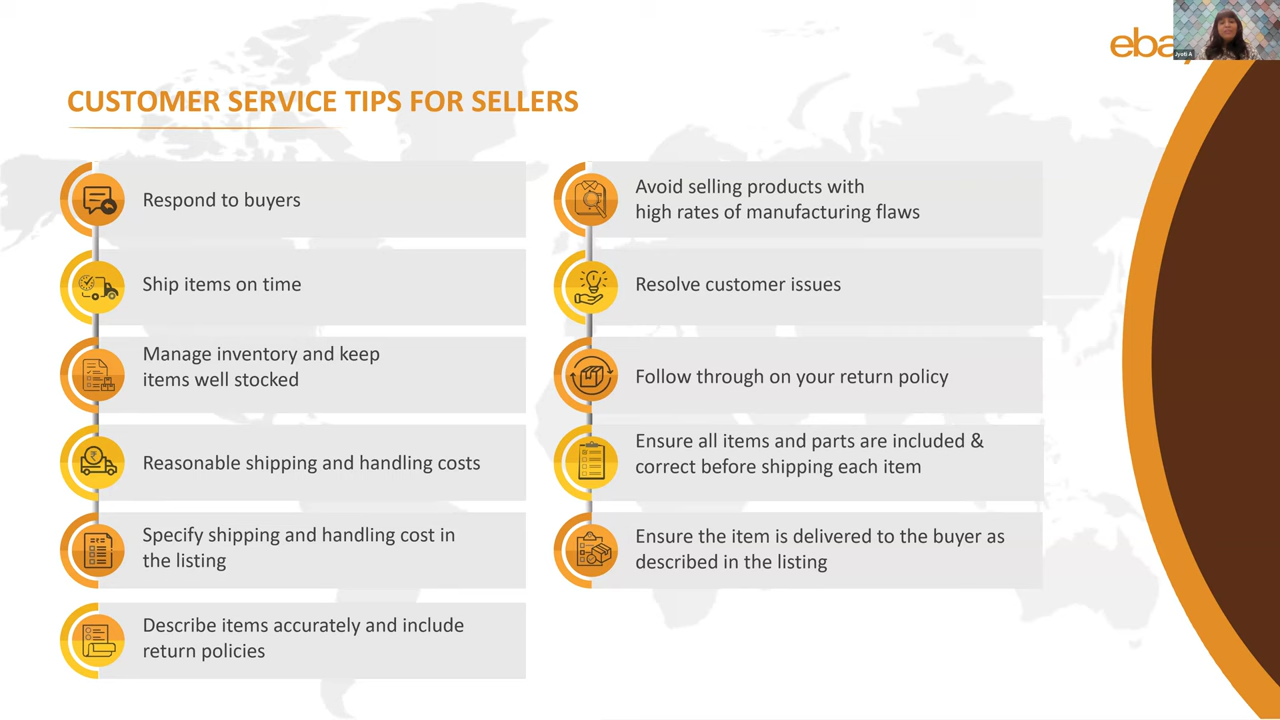 ebay
Jyoti A
CUSTOMER SERVICE TIPS FOR SELLERS
Respond to buyers
Ship items on time
Manage inventory and keep
items well stocked
₹
Reasonable shipping and handling costs
Specify shipping and handling cost in
the listing
Describe items accurately and include
return policies
Avoid selling products with
high rates of manufacturing flaws
Resolve customer issues
Follow through on your return policy
Ensure all items and parts are included &
correct before shipping each item
Ensure the item is delivered to the buyer as
described in the listing